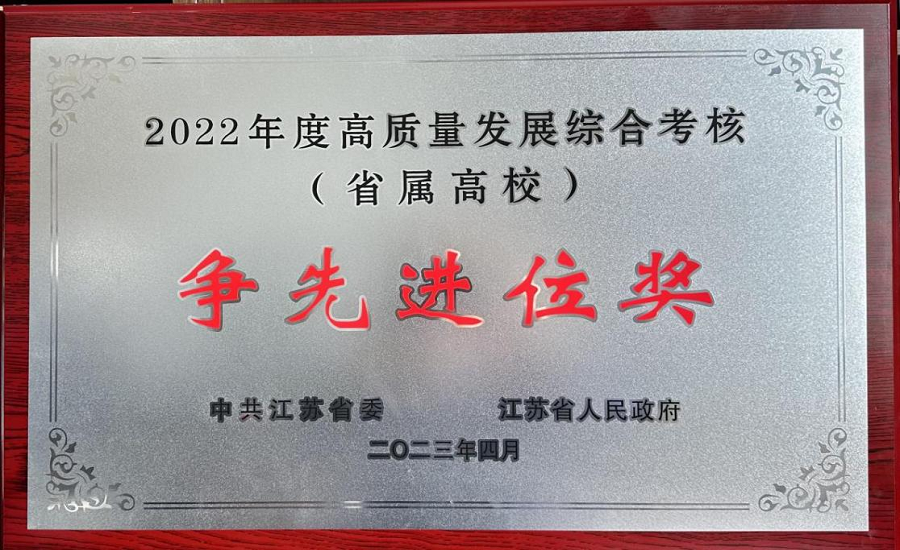 2022年度高质量发展综合考核
（省属高校）
争先进位奖
中共江苏省委 江苏省人民政府
二〇二三年四月